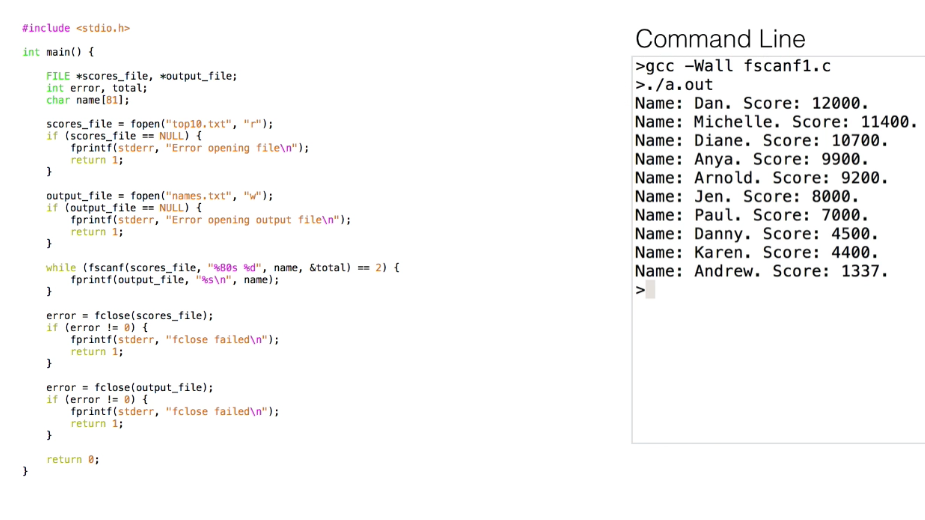 #include <stdio.h>
int main() {
FILE *scores_file, *output_file;
int error, total;
char name[81];
scores_file = fopen("top10.txt", "r");
if (scores_file == NULL) {
fprintf(stderr, "Error opening file\n");
return 1;
}
output_file = fopen("names.txt", "w");
if (output_file == NULL) {
fprintf(stderr, "Error opening output file\n");
return 1;
}
while (fscanf(scores_file, "%80s %d", name, &total) == 2) {
fprintf(output_file, "%s\n", name);
}
error = fclose(scores_file);
if (error != 0) {
fprintf(stderr, "fclose failed\n");
return 1;
}
error = fclose(output_file);
if (error != 0) {
fprintf(stderr, "fclose failed\n");
return 1;
}
return 0;
}
Command Line
>gcc -Wall fscanf1.c
>./a.out
Name: Dan. Score: 12000.
Name: Michelle. Score: 11400.
Name: Diane. Score: 10700.
Name: Anya. Score: 9900.
Name: Arnold. Score: 9200.
Name: Jen. Score: 8000.
Name: Paul. Score: 7000.
Name: Danny. Score: 4500.
Name: Karen. Score: 4400.
Name: Andrew. Score: 1337.
>